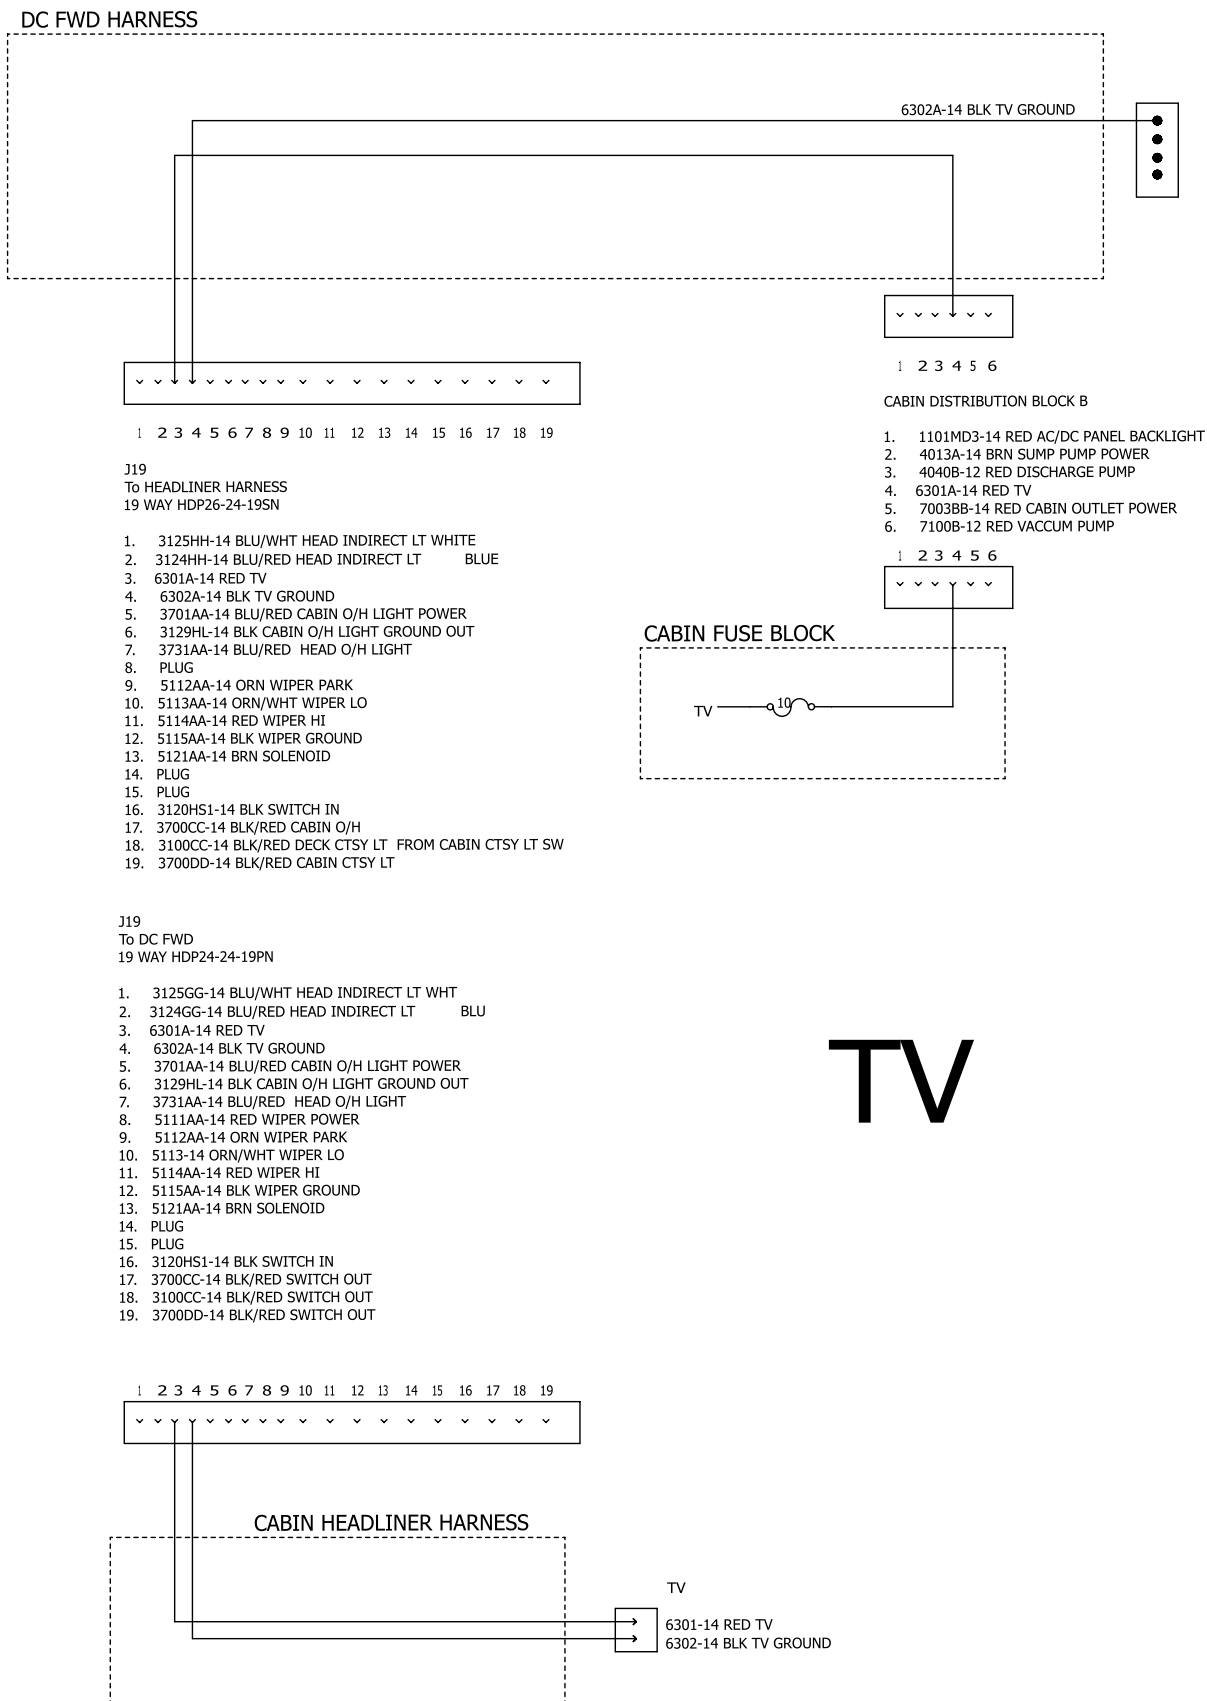 DC FWD HARNESS
6302A-14 BLK TV GROUND
1 2 3 4 5 6
CABIN DISTRIBUTION BLOCK B
1. 1101MD3-14 RED AC/DC PANEL BACKLIGHT
2. 4013A-14 BRN SUMP PUMP POWER
3. 4040B-12 RED DISCHARGE PUMP
4. 6301A-14 RED TV
5. 7003BB-14 RED CABIN OUTLET POWER
6. 7100B-12 RED VACCUM PUMP
1 2 3 4 5 6
CABIN FUSE BLOCK
TV 10
1 2 3 4 5 6 7 8 9 10 11 12 13 14 15 16 17 18 19
J19
To HEADLINER HARNESS
19 WAY HDP26-24-19SN
1. 3125HH-14 BLU/WHT HEAD INDIRECT LT WHITE
2. 3124HH-14 BLU/RED HEAD INDIRECT LT BLUE
3. 6301A-14 RED TV
4. 6302A-14 BLK TV GROUND
5. 3701AA-14 BLU/RED CABIN O/H LIGHT POWER
6. 3129HL-14 BLK CABIN O/H LIGHT GROUND OUT
7. 3731AA-14 BLU/RED HEAD O/H LIGHT
8. PLUG
9. 5112AA-14 ORN WIPER PARK
10. 5113AA-14 ORN/WHT WIPER LO
11. 5114AA-14 RED WIPER HI
12. 5115AA-14 BLK WIPER GROUND
13. 5121AA-14 BRN SOLENOID
14. PLUG
15. PLUG
16. 3120HS1-14 BLK SWITCH IN
17. 3700CC-14 BLK/RED CABIN O/H
18. 3100CC-14 BLK/RED DECK CTSY LT FROM CABIN CTSY LT SW
19. 3700DD-14 BLK/RED CABIN CTSY LT
J19
To DC FWD
19 WAY HDP24-24-19PN
1. 3125GG-14 BLU/WHT HEAD INDIRECT LT WHT
2. 3124GG-14 BLU/RED HEAD INDIRECT LT BLU
3. 6301A-14 RED TV
4. 6302A-14 BLK TV GROUND
5. 3701AA-14 BLU/RED CABIN O/H LIGHT POWER
6. 3129HL-14 BLK CABIN O/H LIGHT GROUND OUT
7. 3731AA-14 BLU/RED HEAD O/H LIGHT
8. 5111AA-14 RED WIPER POWER
9. 5112AA-14 ORN WIPER PARK
10. 5113-14 ORN/WHT WIPER LO
11. 5114AA-14 RED WIPER HI
12. 5115AA-14 BLK WIPER GROUND
13. 5121AA-14 BRN SOLENOID
14. PLUG
15. PLUG
16. 3120HS1-14 BLK SWITCH IN
17. 3700CC-14 BLK/RED SWITCH OUT
18. 3100CC-14 BLK/RED SWITCH OUT
19. 3700DD-14 BLK/RED SWITCH OUT
TV
1 2 3 4 5 6 7 8 9 10 11 12 13 14 15 16 17 18 19
CABIN HEADLINER HARNESS
TV
6301-14 RED TV
6302-14 BLK TV GROUND